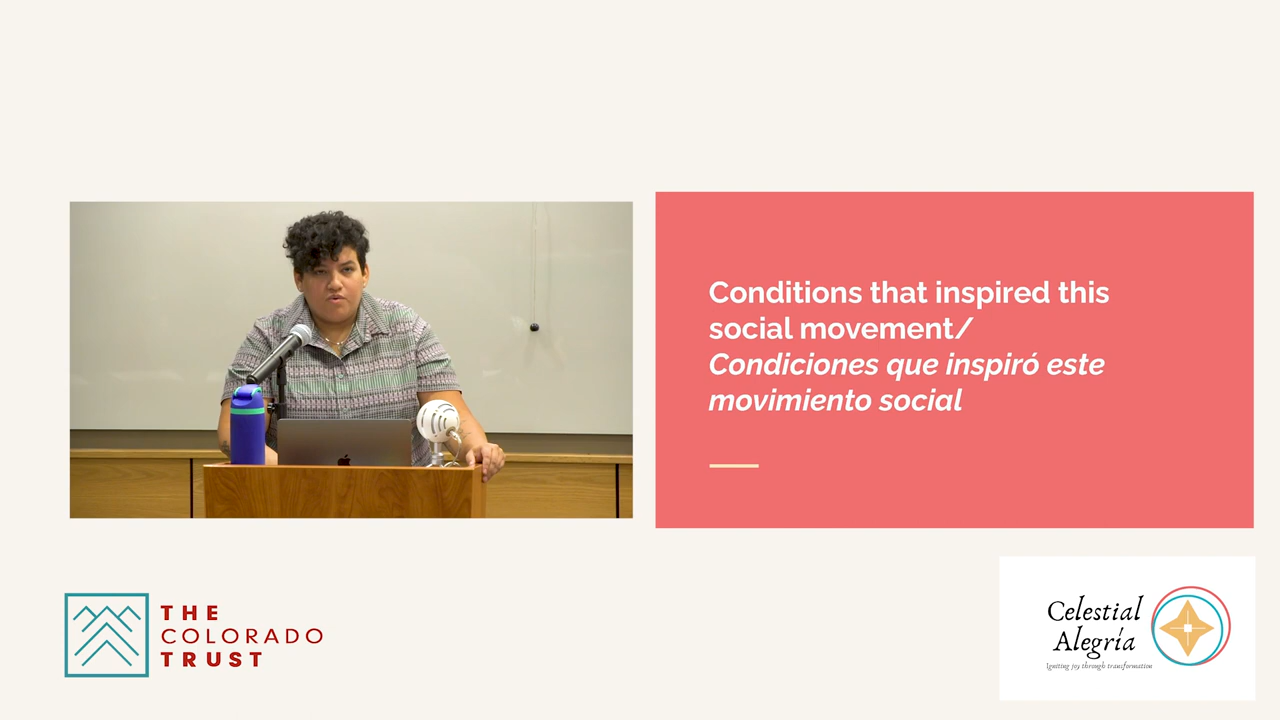 Conditions that inspired this
social movement/
Condiciones que inspiró este
movimiento social
THE
COLORADO
TRUST
Celestial
Alegría
Igniting joy through transformation